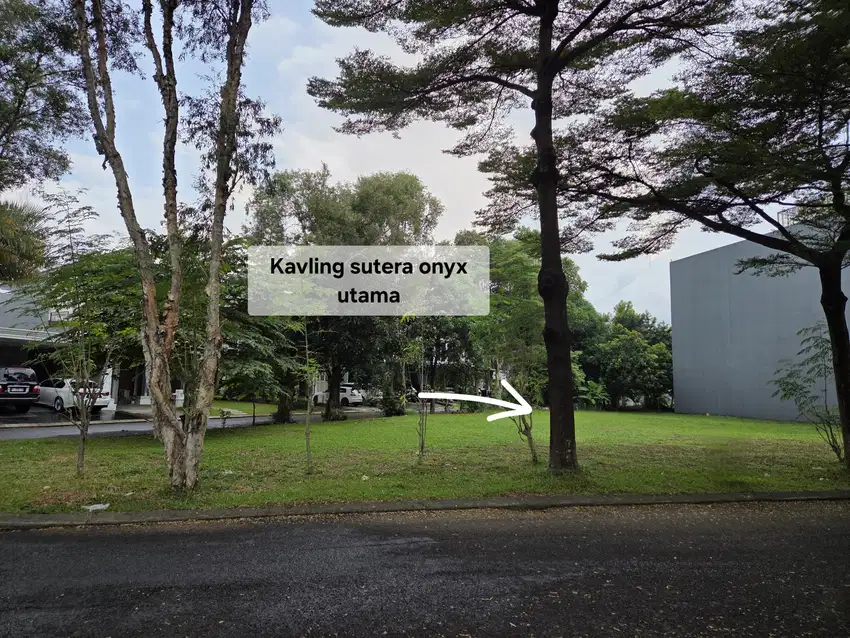 Kavling sutera onyx
utama